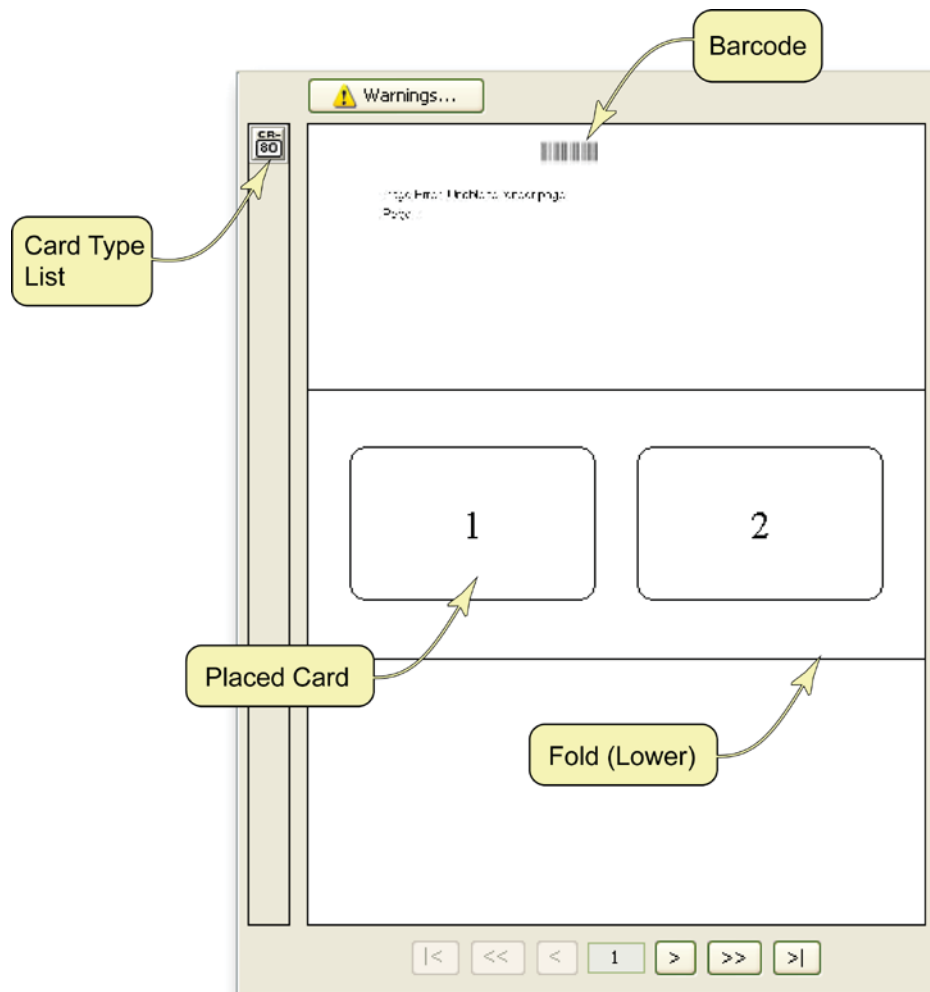 Barcode
Warnings...
CR-
80
Card Type
List
1
2
Placed Card
Fold (Lower)
|<
<<
<
1
>
>>
>|